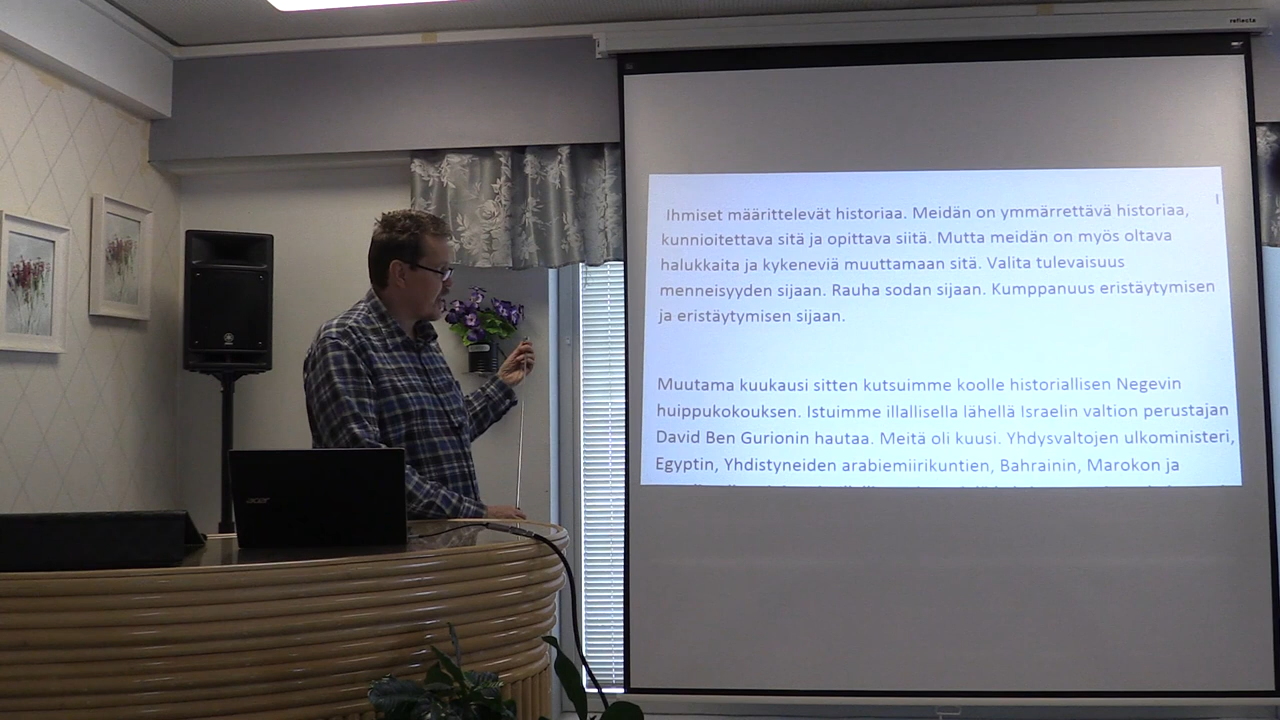 reflecta
Ihmiset määrittelevät historiaa. Meidän on ymmärrettävä historiaa,
kunnioitettava sitä ja opittava siitä. Mutta meidän on myös oltava
halukkaita ja kykeneviä muuttamaan sitä. Valita tulevaisuus
menneisyyden sijaan. Rauha sodan sijaan. Kumppanuus eristäytymisen
ja eristäytymisen sijaan.
Muutama kuukausi sitten kutsuimme koolle historiallisen Negevin
huippukokouksen. Istuimme illallisella lähellä Israelin valtion perustajan
David Ben Gurionin hautaa. Meitä oli kuusi. Yhdysvaltojen ulkoministeri,
Egyptin, Yhdistyneiden arabiemiirikuntien, Bahrainin, Marokon ja
acer